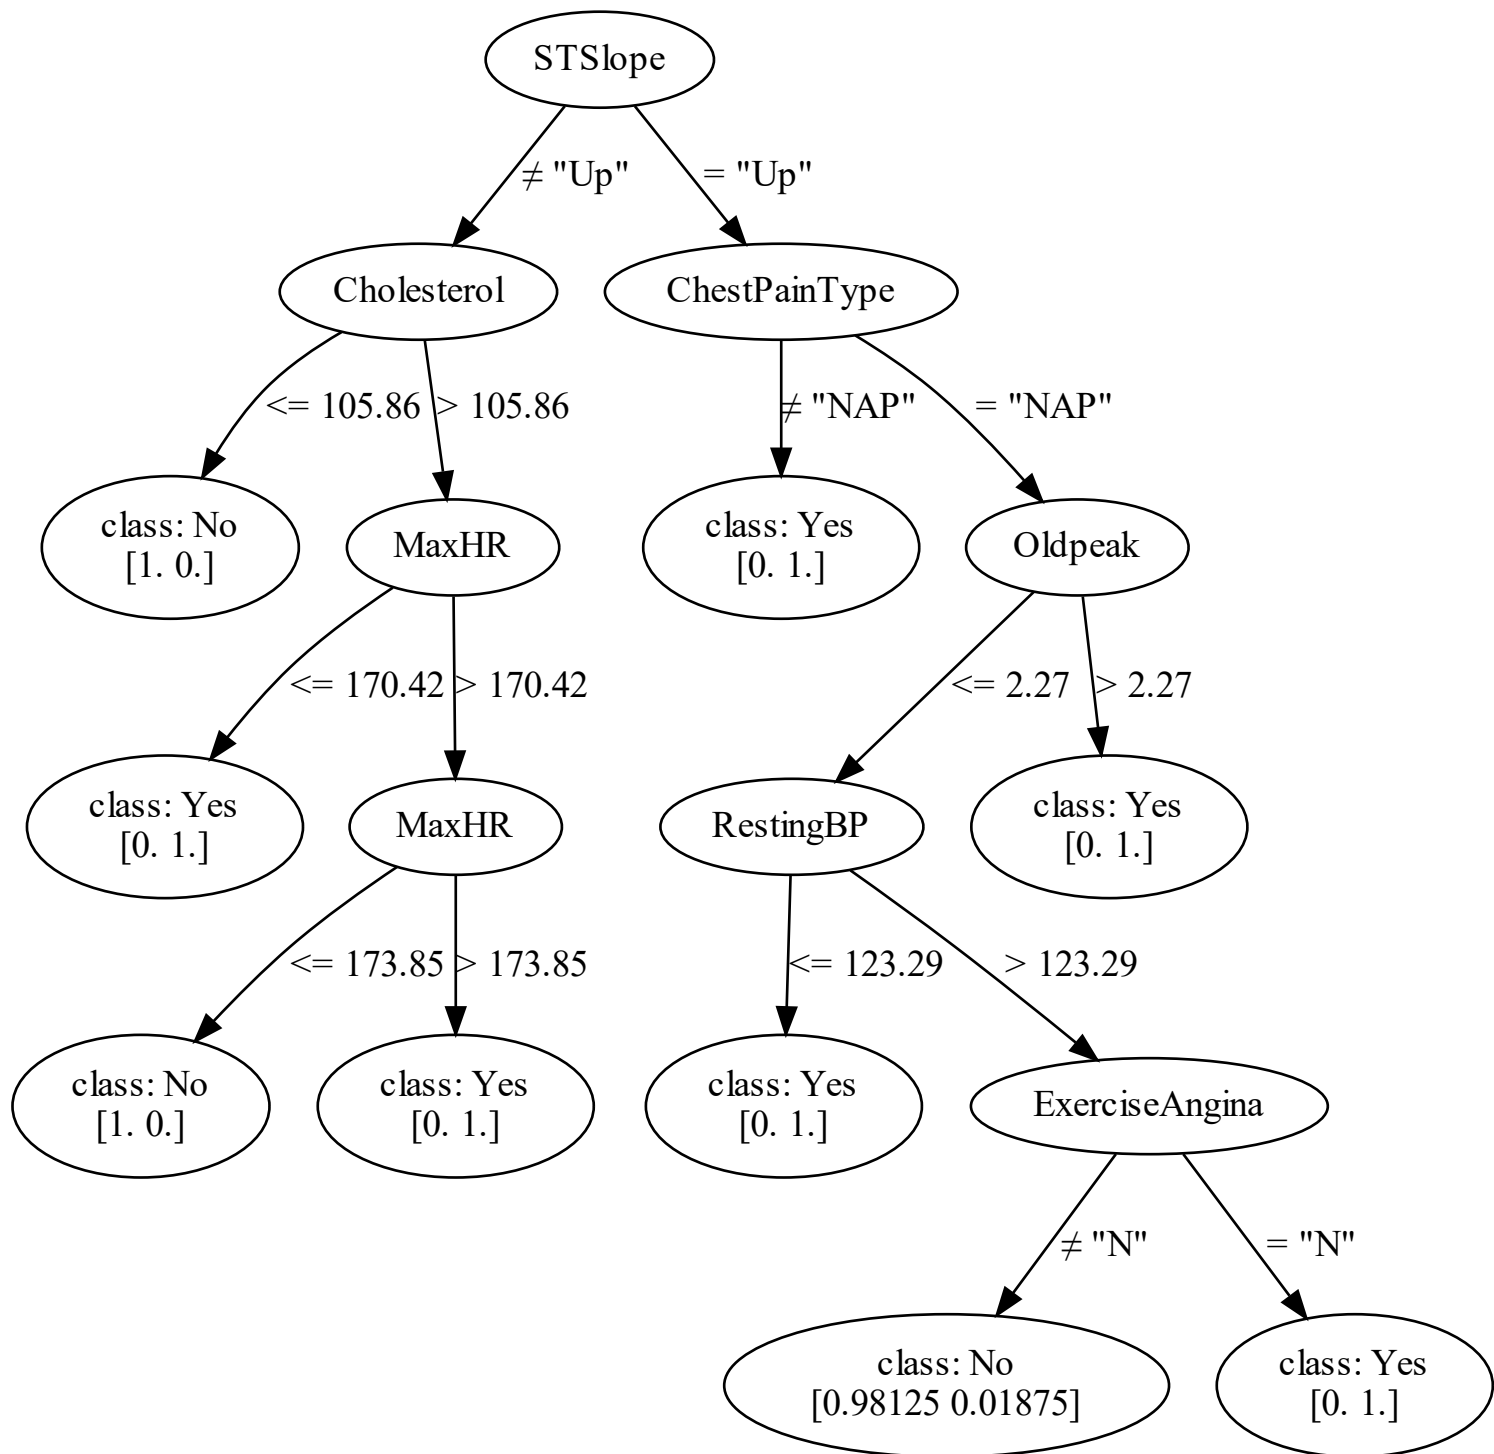 STSlope
≠ "Up"
= "Up"
Cholesterol
ChestPainType
<= 105.86
> 105.86
≠ "NAP"
= "NAP"
class: No
[1. 0.]
MaxHR
class: Yes
[0. 1.]
Oldpeak
<= 170.42
> 170.42
<= 2.27
> 2.27
class: Yes
[0. 1.]
MaxHR
RestingBP
class: Yes
[0. 1.]
<= 173.85
> 173.85
<= 123.29
> 123.29
class: No
[1. 0.]
class: Yes
[0. 1.]
class: Yes
[0. 1.]
ExerciseAngina
≠ "N"
= "N"
class: No
[0.98125 0.01875]
class: Yes
[0. 1.]